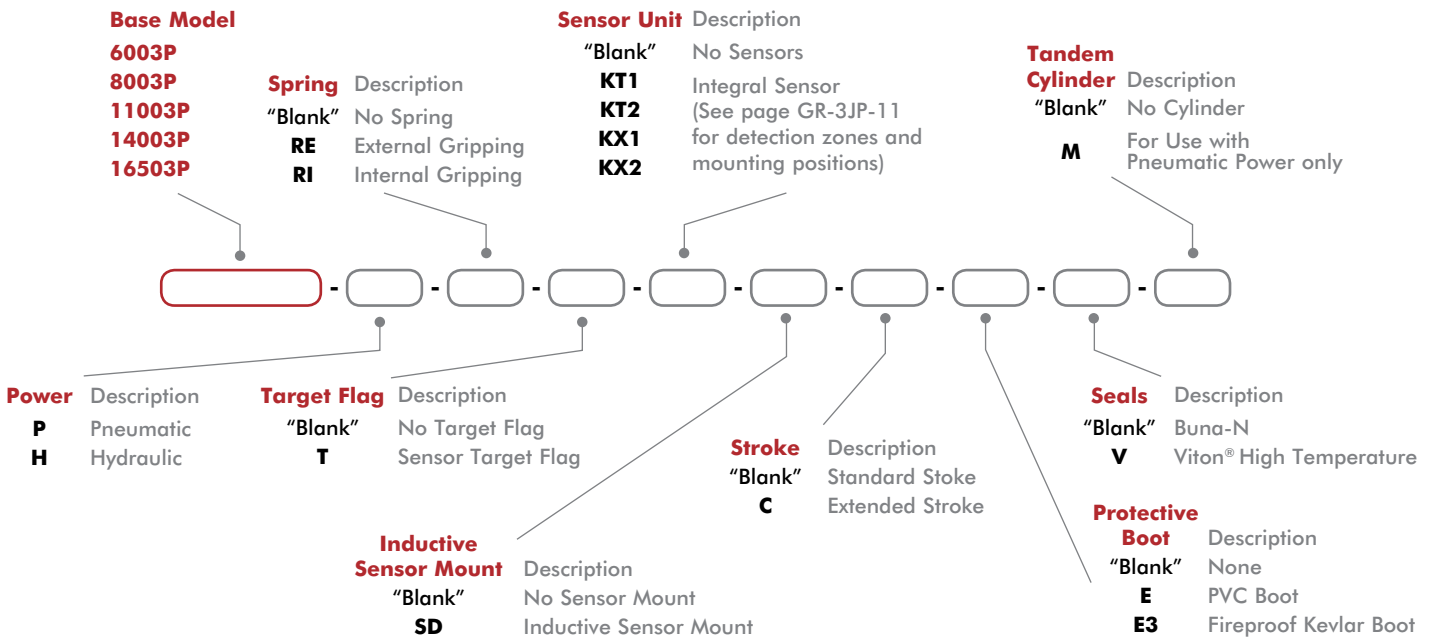 Base Model
6003P
8003P
11003P
14003P
16503P
Spring Description
"Blank" No Spring
RE External Gripping
RI Internal Gripping
Sensor Unit Description
"Blank" No Sensors
KT1 Integral Sensor
KT2 (See page GR-3JP-11
KX1 for detection zones and
KX2 mounting positions)
Tandem
Cylinder Description
"Blank" No Cylinder
M For Use with
Pneumatic Power only
- - - - - - - - -
Power Description
P Pneumatic
H Hydraulic
Target Flag Description
"Blank" No Target Flag
T Sensor Target Flag
Inductive
Sensor Mount Description
"Blank" No Sensor Mount
SD Inductive Sensor Mount
Stroke Description
"Blank" Standard Stoke
C Extended Stroke
Seals Description
"Blank" Buna-N
V Viton® High Temperature
Protective
Boot Description
"Blank" None
E PVC Boot
E3 Fireproof Kevlar Boot